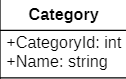 Category
+CategoryId: int
+Name: string